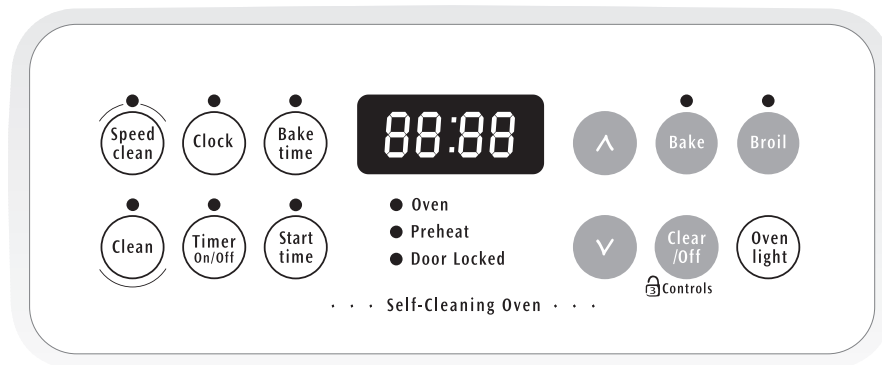 Speed
clean
Clock
Bake
time
88:88
Bake
Broil
Clean
Timer
On/Off
Start
time
Oven
Preheat
Door Locked
Clear
/Off
Oven
light
3 Controls
Self-Cleaning Oven